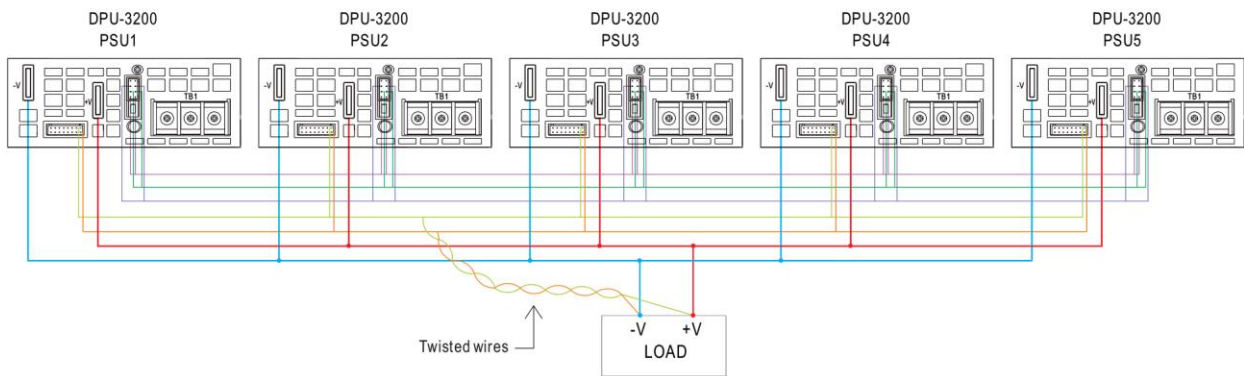 DPU-3200
PSU1
DPU-3200
PSU2
DPU-3200
PSU3
DPU-3200
PSU4
DPU-3200
PSU5
-V
+V
TB1
-V
+V
TB1
-V
+V
TB1
-V
+V
TB1
-V
+V
TB1
Twisted wires
-V +V
LOAD